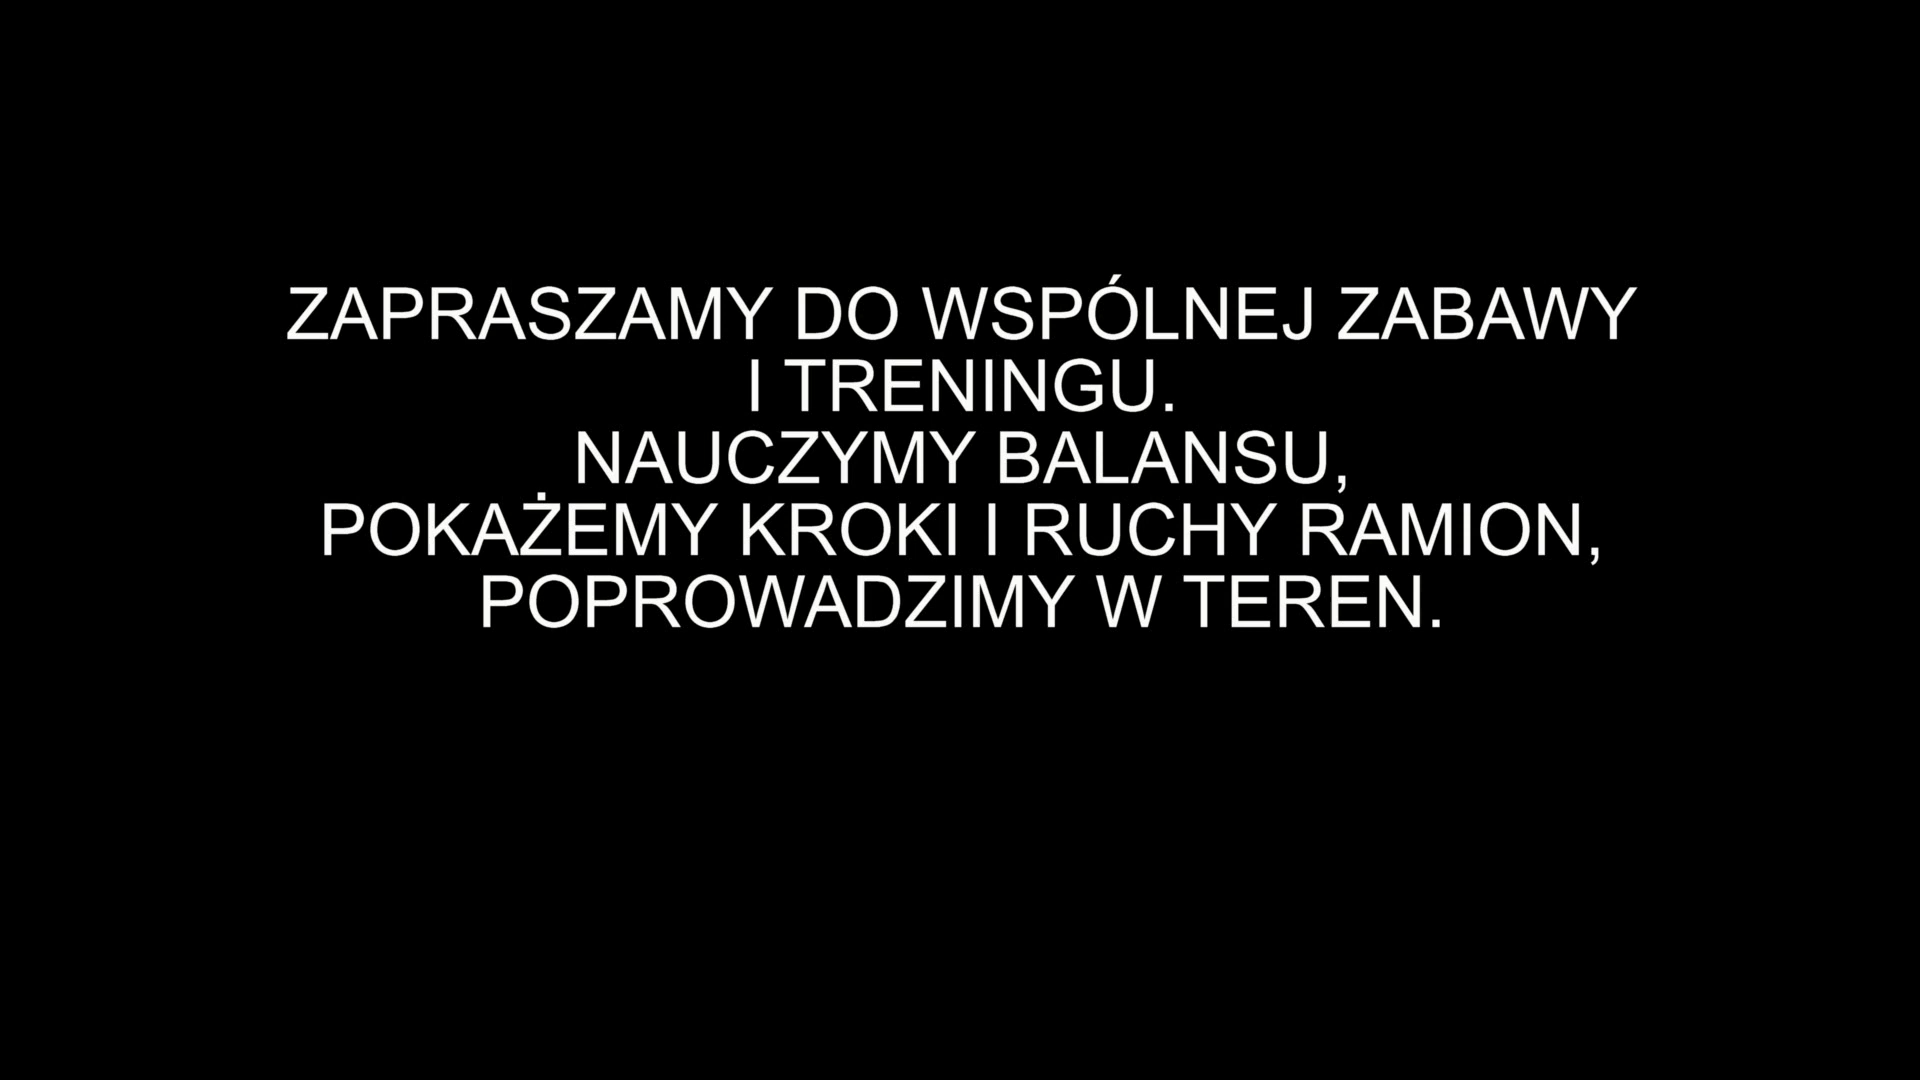 ZAPRASZAMY DO WSPÓLNEJ ZABAWY
I TRENINGU.
NAUCZYMY BALANSU,
POKAŻEMY KROKI I RUCHY RAMION,
POPROWADZIMY W TEREN.